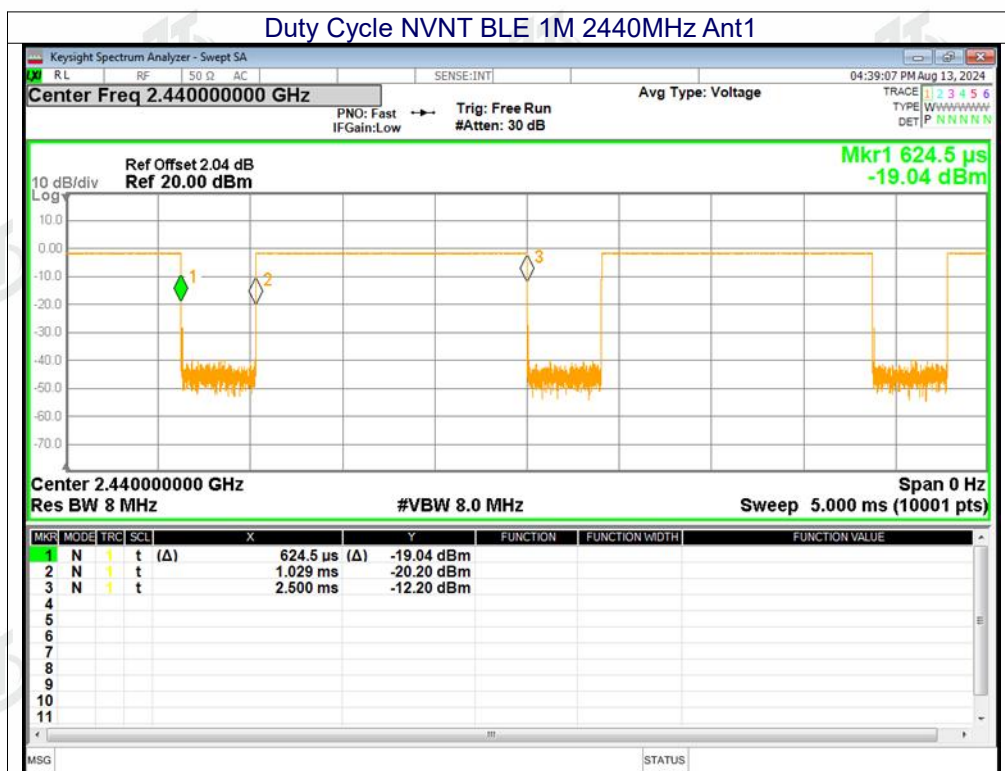 Duty Cycle NVNT BLE 1M 2440MHz Ant1
Keysight Spectrum Analyzer - Swept SA
LXI RL RF 50 Ω AC SENSE:INT 04:39:07 PM Aug 13, 2024
Center Freq 2.440000000 GHz
PNO: Fast
IFGain:Low
Trig: Free Run
#Atten: 30 dB
Avg Type: Voltage
TRACE 1 2 3 4 5 6
TYPE WWWWWW
DET P N N N N N
Mkr1 624.5 µs
-19.04 dBm
Ref Offset 2.04 dB
10 dB/div Ref 20.00 dBm
Log
10.0
0.00
-10.0
-20.0
-30.0
-40.0
-50.0
-60.0
-70.0
1
2
3
Center 2.440000000 GHz Span 0 Hz
Res BW 8 MHz #VBW 8.0 MHz Sweep 5.000 ms (10001 pts)
MKR MODE TRC SCL X Y FUNCTION FUNCTION WIDTH FUNCTION VALUE
1 N 1 t (Δ) 624.5 µs (Δ) -19.04 dBm
2 N 1 t 1.029 ms -20.20 dBm
3 N 1 t 2.500 ms -12.20 dBm
4
5
6
7
8
9
10
11
MSG STATUS